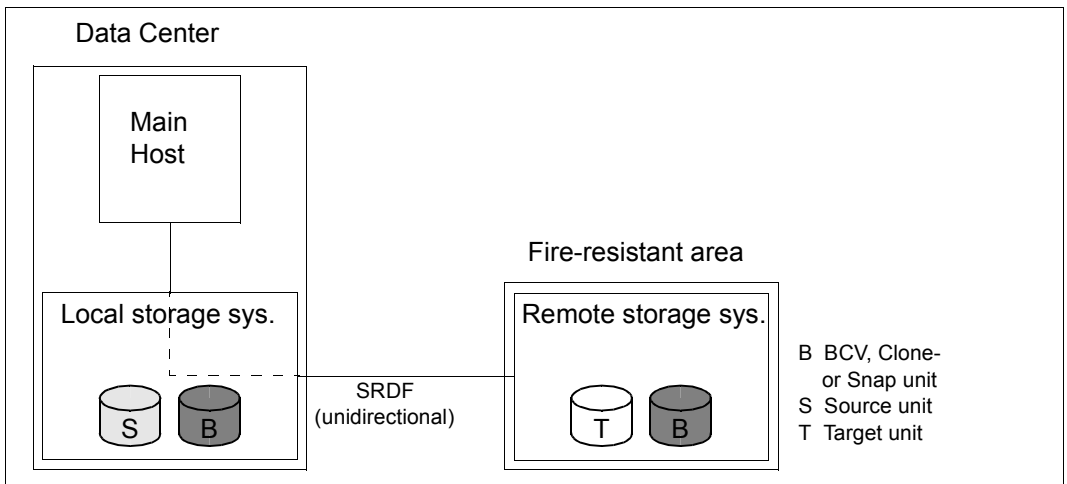 Data Center
Main
Host
Fire-resistant area
Local storage sys.
Remote storage sys.
SRDF
(unidirectional)
S
B
T
B
B BCV, Clone-
or Snap unit
S Source unit
T Target unit